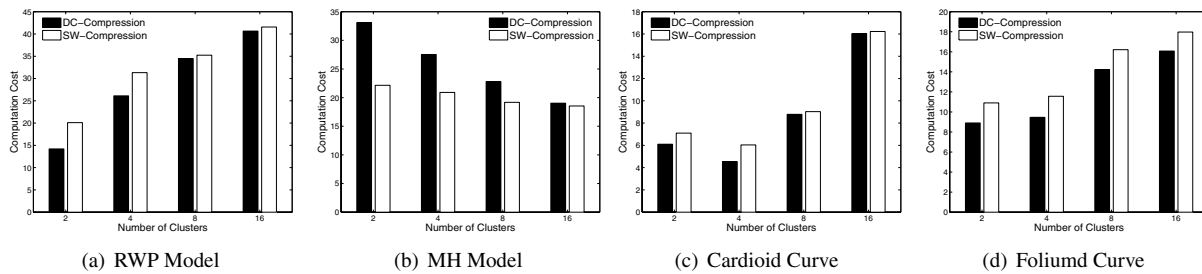 45
40
35
30
25
20
15
10
5
0
Computation Cost
DC-Compression
SW-Compression
2 4 8 16
Number of Clusters
(a) RWP Model
35
30
25
20
15
10
5
0
Computation Cost
DC-Compression
SW-Compression
2 4 8 16
Number of Clusters
(b) MH Model
18
16
14
12
10
8
6
4
2
0
Computation Cost
DC-Compression
SW-Compression
2 4 8 16
Number of Clusters
(c) Cardioid Curve
20
18
16
14
12
10
8
6
4
2
0
Computation Cost
DC-Compression
SW-Compression
2 4 8 16
Number of Clusters
(d) Foliumd Curve